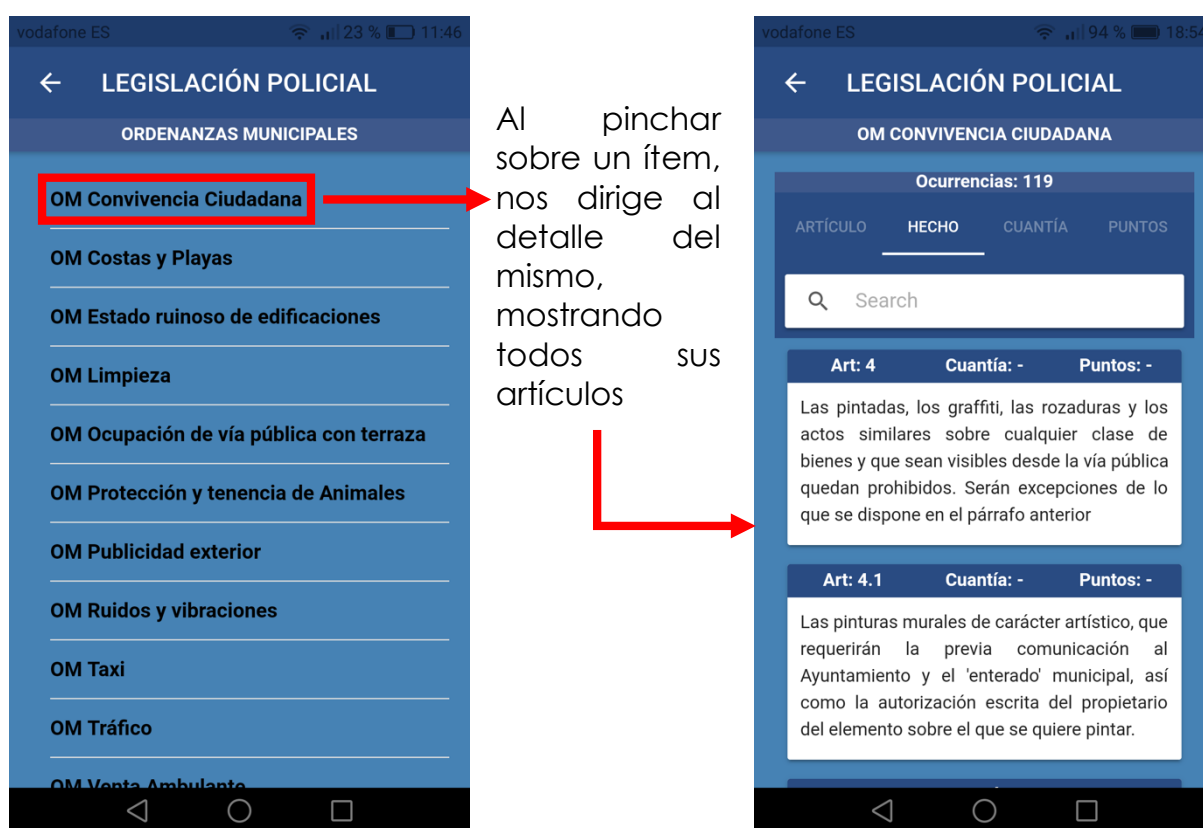 vodafone ES 23 % 11:46
LEGISLACIÓN POLICIAL
ORDENANZAS MUNICIPALES
OM Convivencia Ciudadana
OM Costas y Playas
OM Estado ruinoso de edificaciones
OM Limpieza
OM Ocupación de vía pública con terraza
OM Protección y tenencia de Animales
OM Publicidad exterior
OM Ruidos y vibraciones
OM Taxi
OM Tráfico
OM Venta Ambulante
Al pinchar
sobre un ítem,
nos dirige al
detalle del
mismo,
mostrando
todos sus
artículos
vodafone ES 94 % 18:54
LEGISLACIÓN POLICIAL
OM CONVIVENCIA CIUDADANA
Ocurrencias: 119
ARTÍCULO HECHO CUANTÍA PUNTOS
Search
Art: 4 Cuantía: - Puntos: -
Las pintadas, los graffiti, las rozaduras y los
actos similares sobre cualquier clase de
bienes y que sean visibles desde la vía pública
quedan prohibidos. Serán excepciones de lo
que se dispone en el párrafo anterior
Art: 4.1 Cuantía: - Puntos: -
Las pinturas murales de carácter artístico, que
requerirán la previa comunicación al
Ayuntamiento y el 'enterado' municipal, así
como la autorización escrita del propietario
del elemento sobre el que se quiere pintar.